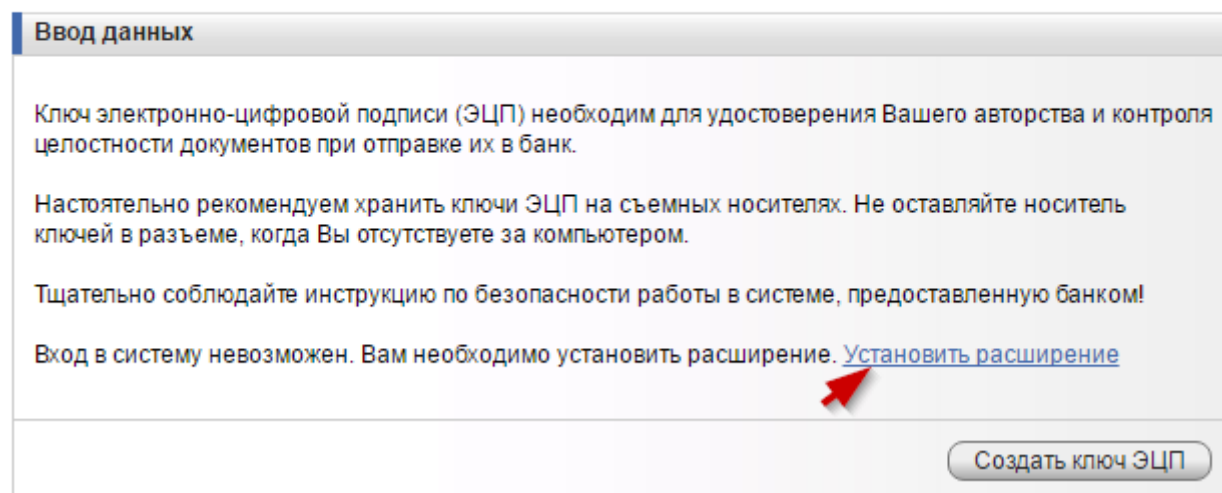 Ввод данных
Ключ электронно-цифровой подписи (ЭЦП) необходим для удостоверения Вашего авторства и контроля
целостности документов при отправке их в банк.
Настоятельно рекомендуем хранить ключи ЭЦП на съемных носителях. Не оставляйте носитель
ключей в разъеме, когда Вы отсутствуете за компьютером.
Тщательно соблюдайте инструкцию по безопасности работы в системе, предоставленную банком!
Вход в систему невозможен. Вам необходимо установить расширение. Установить расширение
Создать ключ ЭЦП